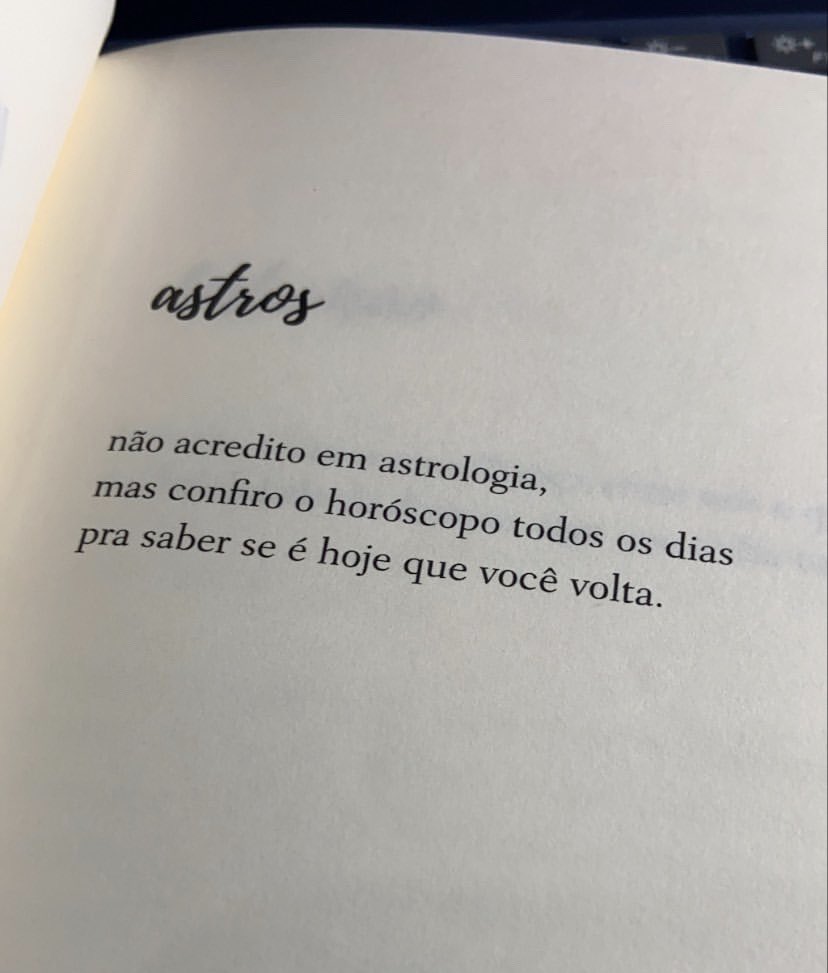 astros
não acredito em astrologia,
mas confiro o horóscopo todos os dias
pra saber se é hoje que você volta.